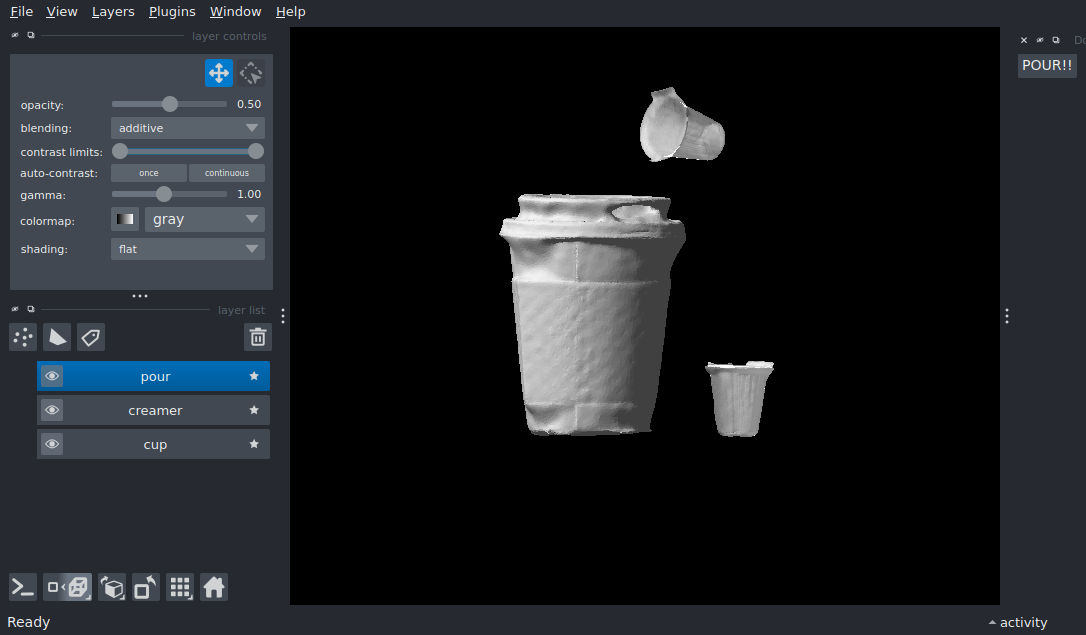 File View Layers Plugins Window Help
layer controls
opacity: 0.50
blending: additive
contrast limits:
auto-contrast: once continuous
gamma: 1.00
colormap: gray
shading: flat
layer list
pour
creamer
cup
Ready
Do
POUR!!
activity